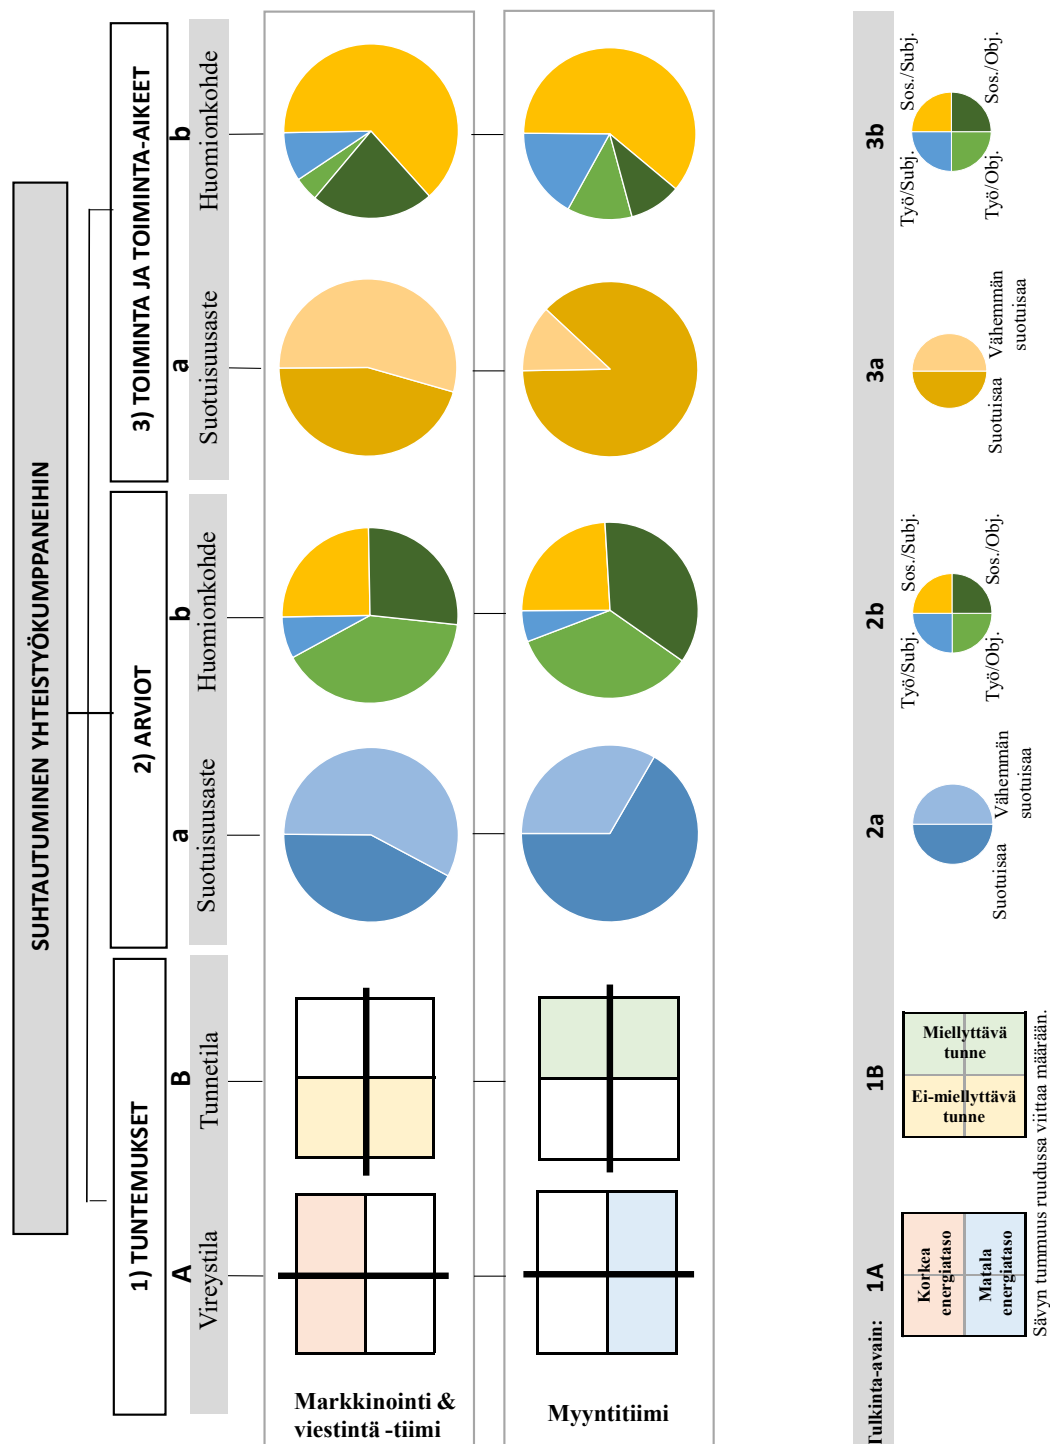 SUHTAUTUMINEN YHTEISTYÖKUMPPANEIHIN
1) TUNTEMUKSET
2) ARVIOT
3) TOIMINTA JA TOIMINTA-AIKEET
A
Vireystila
B
Tunnetila
a
Suotuisuusaste
b
Huomionkohde
a
Suotuisuusaste
b
Huomionkohde
Markkinointi &
viestintä -tiimi
Myyntitiimi
Tulkinta-avain:
1A
1B
2a
2b
3a
3b
Korkea
energiataso
Matala
energiataso
Miellyttävä
tunne
Ei-miellyttävä
tunne
Sävyn tummuus ruudussa viittaa määrään.
Suotuisaa
Vähemmän
suotuisaa
Työ/Subj.
Sos./Subj.
Työ/Obj.
Sos./Obj.
Suotuisaa
Vähemmän
suotuisaa
Työ/Subj.
Sos./Subj.
Työ/Obj.
Sos./Obj.